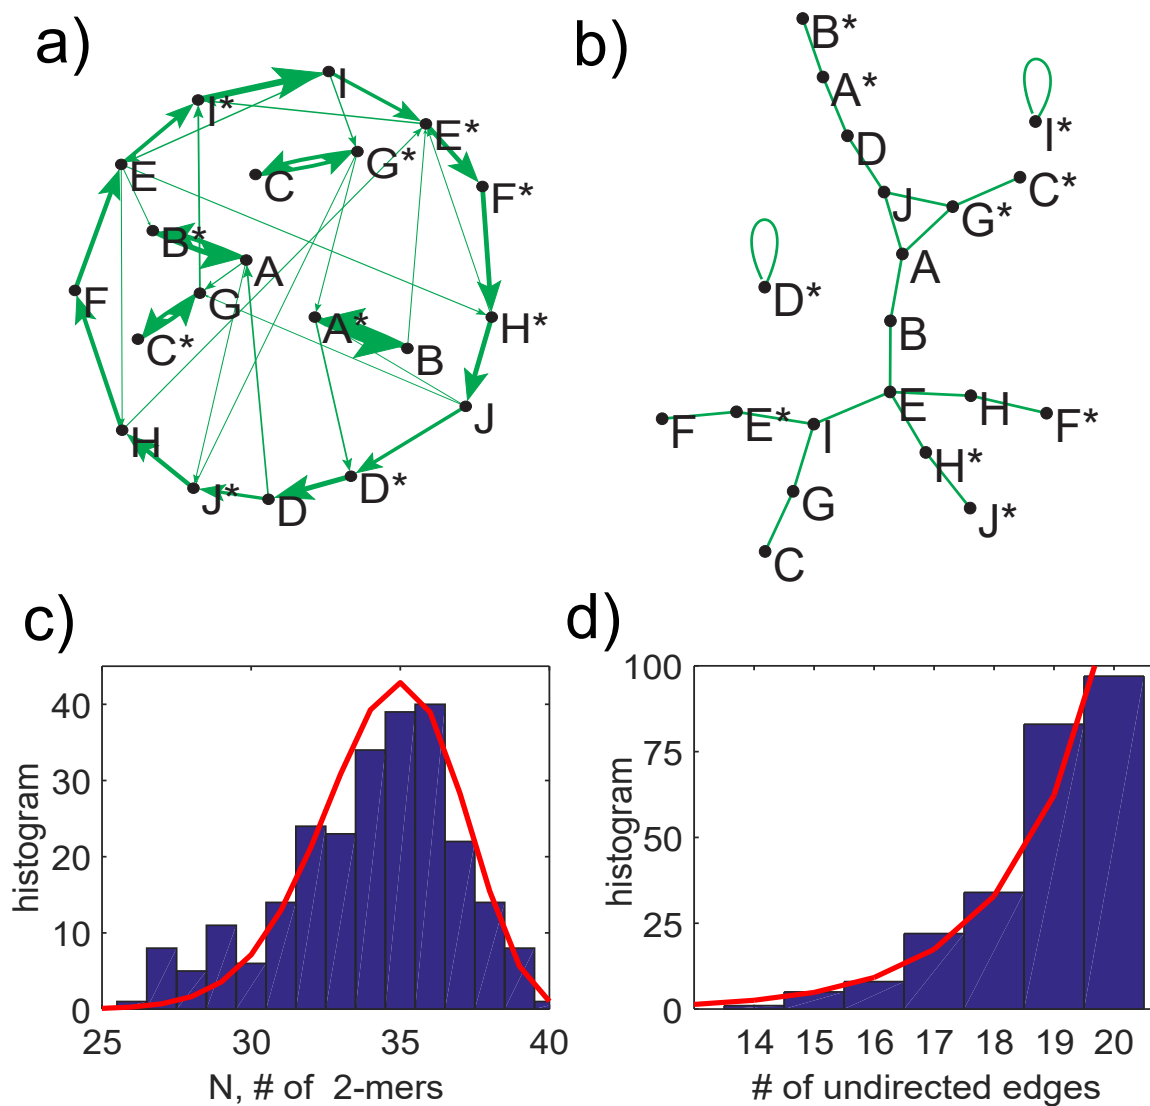 a)
I
I*
E*
G*
E
C
F*
B*
A
F
G
A*
H*
C*
B
J
H
D*
J*
D
b)
B*
A*
I*
D
C*
J
G*
A
D*
B
E
H
F
E*
I
F*
H*
G
J*
C
c)
40
30
20
10
0
histogram
25 30 35 40
N, # of 2-mers
d)
100
75
50
25
0
histogram
14 15 16 17 18 19 20
# of undirected edges